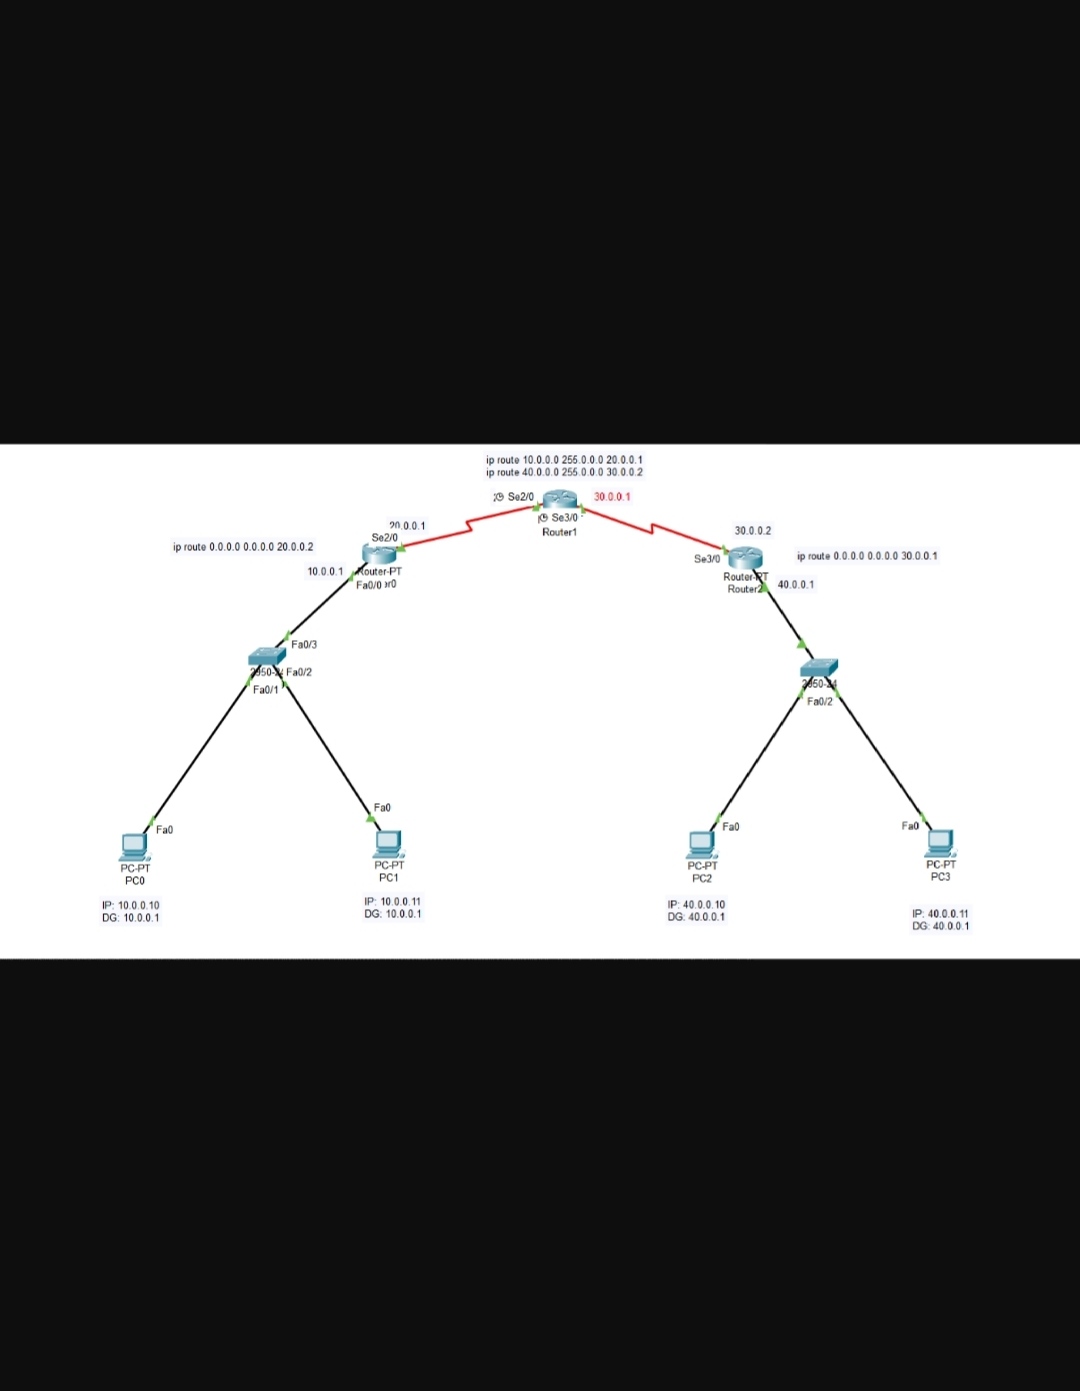 ip route 10.0.0.0 255.0.0.0 20.0.0.1
ip route 40.0.0.0 255.0.0.0 30.0.0.2
Se2/0
30.0.0.1
Se3/0
Router1
20.0.0.1
Se2/0
ip route 0.0.0.0 0.0.0.0 20.0.0.2
10.0.0.1
Router-PT
Fa0/0
30.0.0.2
Se3/0
ip route 0.0.0.0 0.0.0.0 30.0.0.1
Router-PT
Router2
40.0.0.1
Fa0/3
2950-24
Fa0/2
Fa0/1
2950-24
Fa0/2
Fa0
PC-PT
PC0
IP: 10.0.0.10
DG: 10.0.0.1
Fa0
PC-PT
PC1
IP: 10.0.0.11
DG: 10.0.0.1
Fa0
PC-PT
PC2
IP: 40.0.0.10
DG: 40.0.0.1
Fa0
PC-PT
PC3
IP: 40.0.0.11
DG: 40.0.0.1